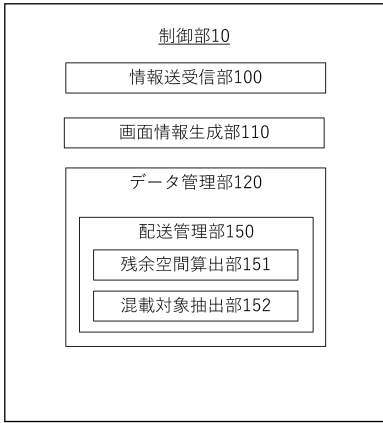 制御部10
情報送受信部100
画面情報生成部110
データ管理部120
配送管理部150
残余空間算出部151
混載対象抽出部152